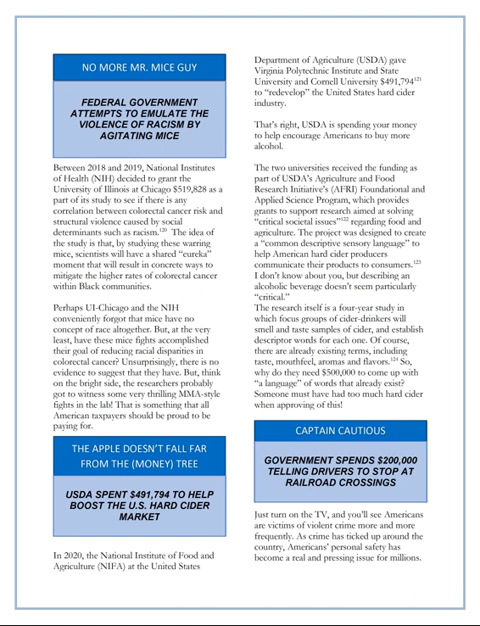 NO MORE MR. MICE GUY
FEDERAL GOVERNMENT
ATTEMPTS TO EMULATE THE
VIOLENCE OF RACISM BY
AGITATING MICE
Between 2018 and 2019, National Institutes
of Health (NIH) decided to grant the
University of Illinois at Chicago $519,828 as a
part of its study to see if there is any
correlation between colorectal cancer risk and
structural violence caused by social
determinants such as racism.120 The idea of
the study is that, by studying these warring
mice, scientists will have a shared “eureka”
moment that will result in concrete ways to
mitigate the higher rates of colorectal cancer
within Black communities.
Perhaps UI-Chicago and the NIH
conveniently forgot that mice have no
concept of race altogether. But, at the very
least, have these mice fights accomplished
their goal of reducing racial disparities in
colorectal cancer? Unsurprisingly, there is no
evidence to suggest that they have. But, think
on the bright side, the researchers probably
got to witness some very thrilling MMA-style
fights in the lab! That is something that all
American taxpayers should be proud to be
paying for.
THE APPLE DOESN’T FALL FAR
FROM THE (MONEY) TREE
USDA SPENT $491,794 TO HELP
BOOST THE U.S. HARD CIDER
MARKET
In 2020, the National Institute of Food and
Agriculture (NIFA) at the United States
Department of Agriculture (USDA) gave
Virginia Polytechnic Institute and State
University and Cornell University $491,794121
to “redevelop” the United States hard cider
industry.
That’s right, USDA is spending your money
to help encourage Americans to buy more
alcohol.
The two universities received the funding as
part of USDA’s Agriculture and Food
Research Initiative’s (AFRI) Foundational and
Applied Science Program, which provides
grants to support research aimed at solving
“critical societal issues”122 regarding food and
agriculture. The project was designed to create
a “common descriptive sensory language” to
help American hard cider producers
communicate their products to consumers.123
I don’t know about you, but describing an
alcoholic beverage doesn’t seem particularly
“critical.”
The research itself is a four-year study in
which focus groups of cider-drinkers will
smell and taste samples of cider, and establish
descriptor words for each one. Of course,
there are already existing terms, including
taste, mouthfeel, aromas and flavors.124 So,
why do they need $500,000 to come up with
“a language” of words that already exist?
Someone must have had too much hard cider
when approving of this!
CAPTAIN CAUTIOUS
GOVERNMENT SPENDS $200,000
TELLING DRIVERS TO STOP AT
RAILROAD CROSSINGS
Just turn on the TV, and you’ll see Americans
are victims of violent crime more and more
frequently. As crime has ticked up around the
country, Americans’ personal safety has
become a real and pressing issue for millions.